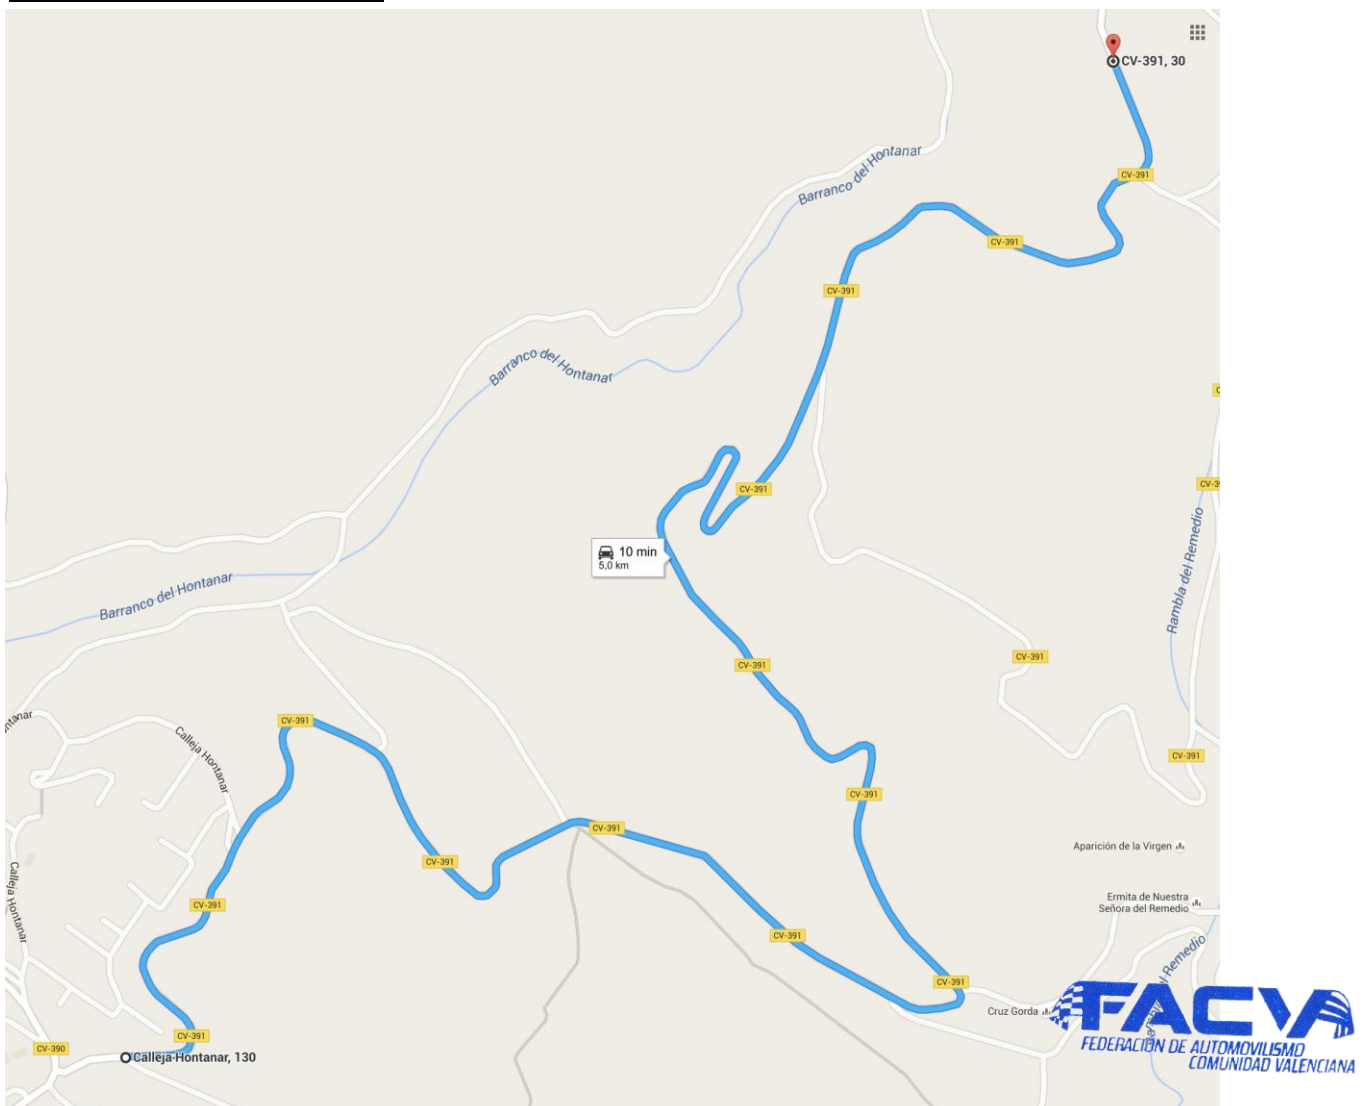 CV-391, 30
Barranco del Hontanar
CV-391
CV-391
CV-391
Barranco del Hontanar
CV-391
10 min
5,0 km
Barranco del Hontanar
Rambla del Remedio
CV-391
CV-391
CV-391
Calleja Hontanar
CV-391
CV-391
CV-391
CV-391
Aparición de la Virgen
Calleja Hontanar
Ermita de Nuestra
Señora del Remedio
CV-391
CV-391
CV-391
Cruz Gorda
CV-391
CV-390
Calleja Hontanar, 130
FACVA
FEDERACIÓN DE AUTOMOVILISMO
COMUNIDAD VALENCIANA